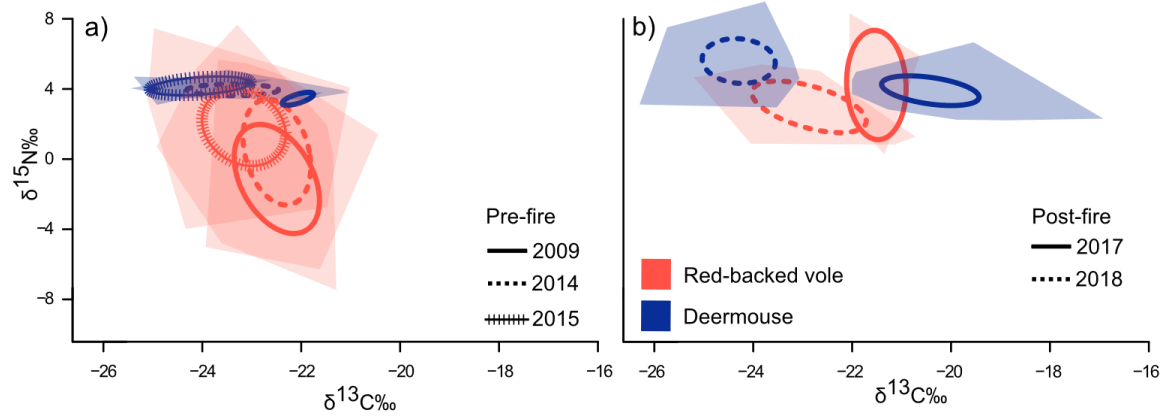 a)
8
4
0
−4
−8
δ¹⁵N‰
−26
−24
−22
−20
−18
−16
δ¹³C‰
Pre-fire
2009
2014
2015
b)
Red-backed vole
Deermouse
Post-fire
2017
2018
−26
−24
−22
−20
−18
−16
δ¹³C‰